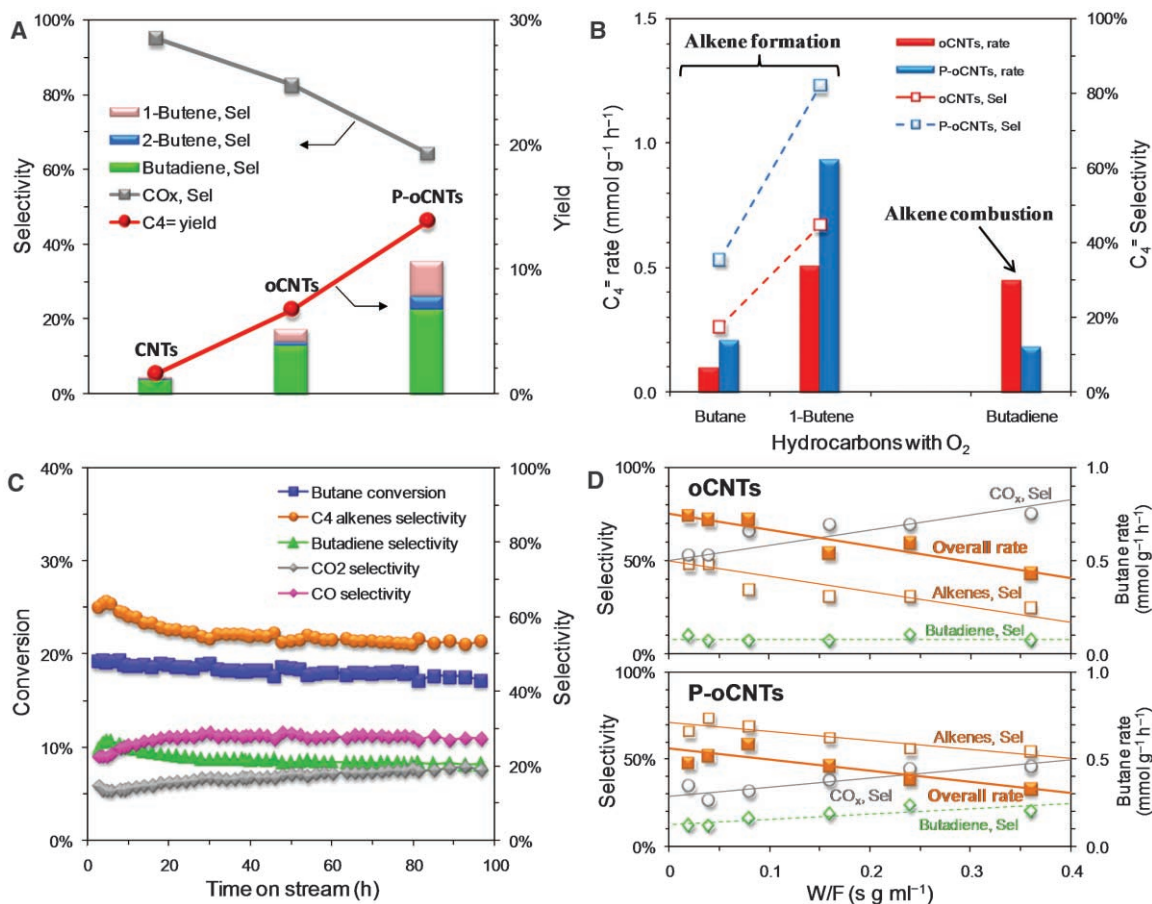 A
Selectivity
100%
80%
60%
40%
20%
0%
1-Butene, Sel
2-Butene, Sel
Butadiene, Sel
COx, Sel
C4= yield
CNTs
oCNTs
P-oCNTs
30%
20%
10%
0%
Yield
B
C₄⁼ rate (mmol g⁻¹ h⁻¹)
1.5
1.0
0.5
0.0
Alkene formation
oCNTs, rate
P-oCNTs, rate
oCNTs, Sel
P-oCNTs, Sel
Alkene combustion
100%
80%
60%
40%
20%
0%
C₄⁼ Selectivity
Butane
1-Butene
Butadiene
Hydrocarbons with O₂
C
Conversion
40%
30%
20%
10%
0%
Butane conversion
C4 alkenes selectivity
Butadiene selectivity
CO2 selectivity
CO selectivity
100%
80%
60%
40%
20%
0%
Selectivity
0 20 40 60 80 100
Time on stream (h)
D
oCNTs
Selectivity
100%
50%
0%
COₓ, Sel
Overall rate
Alkenes, Sel
Butadiene, Sel
1.0
0.5
0.0
Butane rate
(mmol g⁻¹ h⁻¹)
P-oCNTs
Selectivity
100%
50%
0%
Alkenes, Sel
COₓ, Sel
Overall rate
Butadiene, Sel
1.0
0.5
0.0
Butane rate
(mmol g⁻¹ h⁻¹)
0.0 0.1 0.2 0.3 0.4
W/F (s g ml⁻¹)